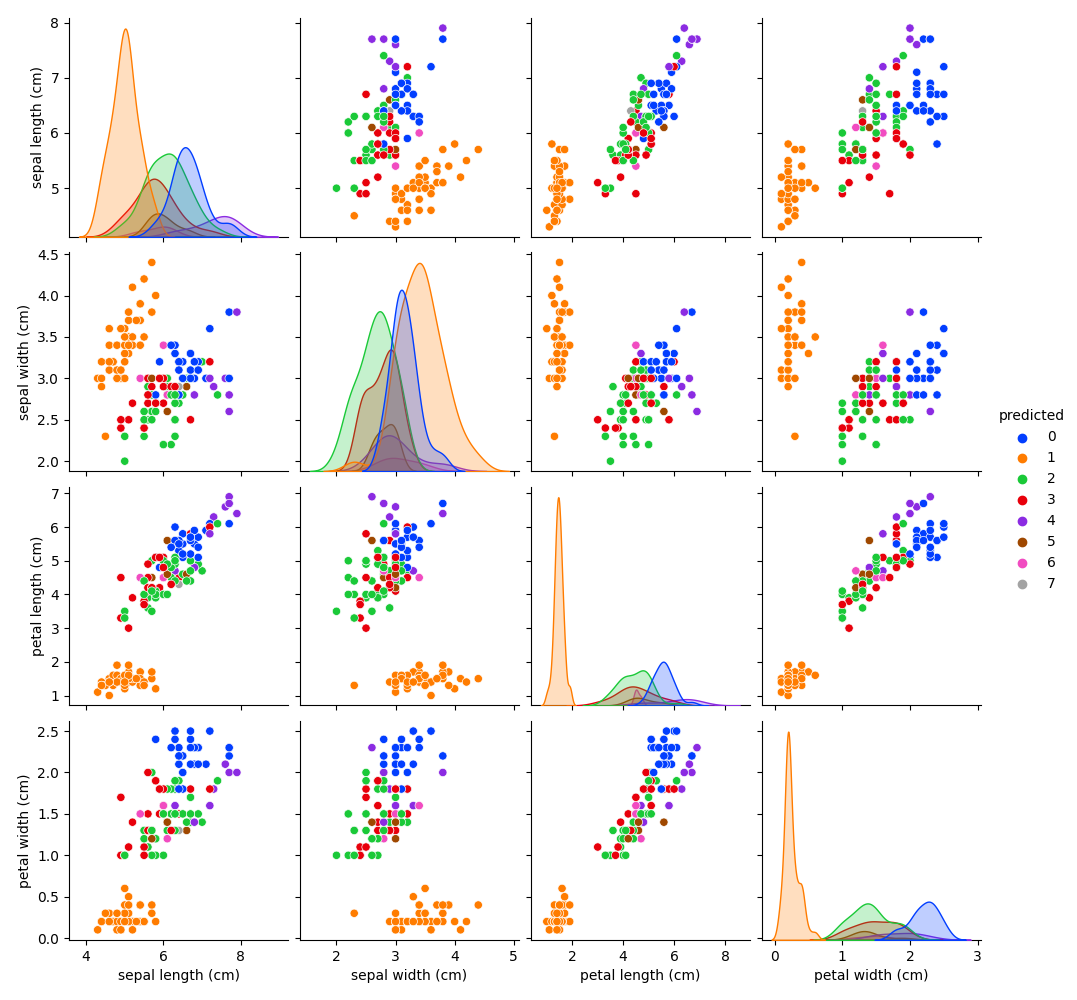 8
7
6
5
sepal length (cm)
4.5
4.0
3.5
3.0
2.5
2.0
sepal width (cm)
predicted
0
1
2
3
4
5
6
7
7
6
5
4
3
2
1
petal length (cm)
2.5
2.0
1.5
1.0
0.5
0.0
petal width (cm)
4 6 8
2 3 4 5
2 4 6 8
0 1 2 3
sepal length (cm)
sepal width (cm)
petal length (cm)
petal width (cm)